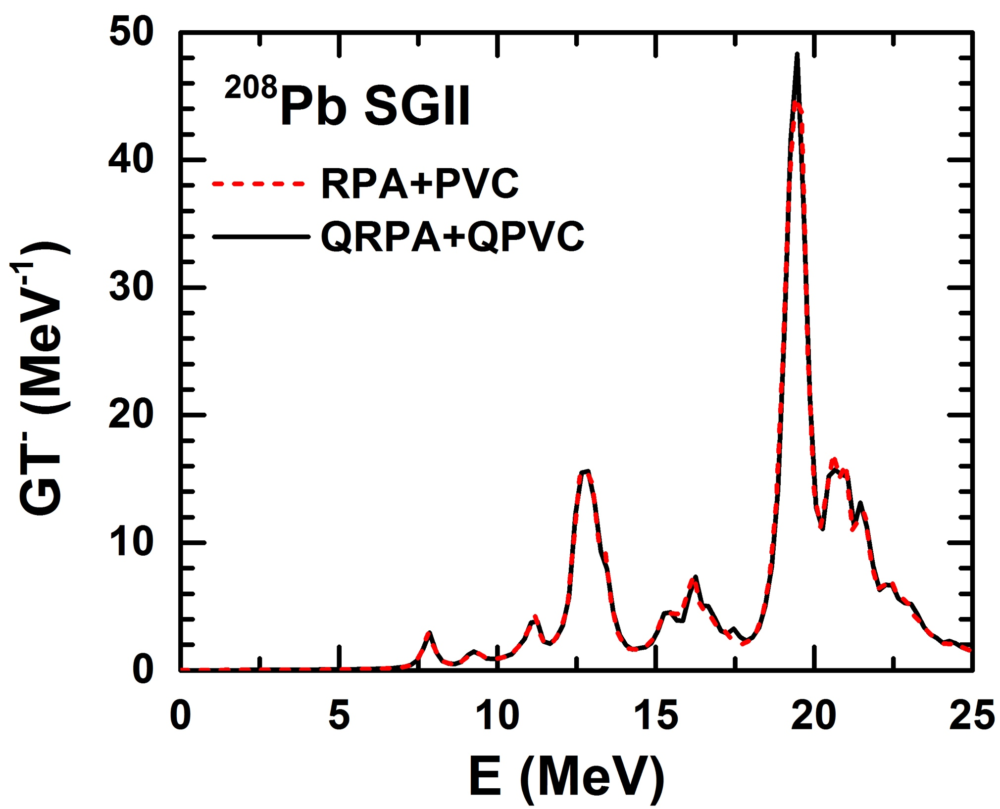 50
40
30
20
10
0
GT⁻ (MeV⁻¹)
²⁰⁸Pb SGII
RPA+PVC
QRPA+QPVC
0 5 10 15 20 25
E (MeV)